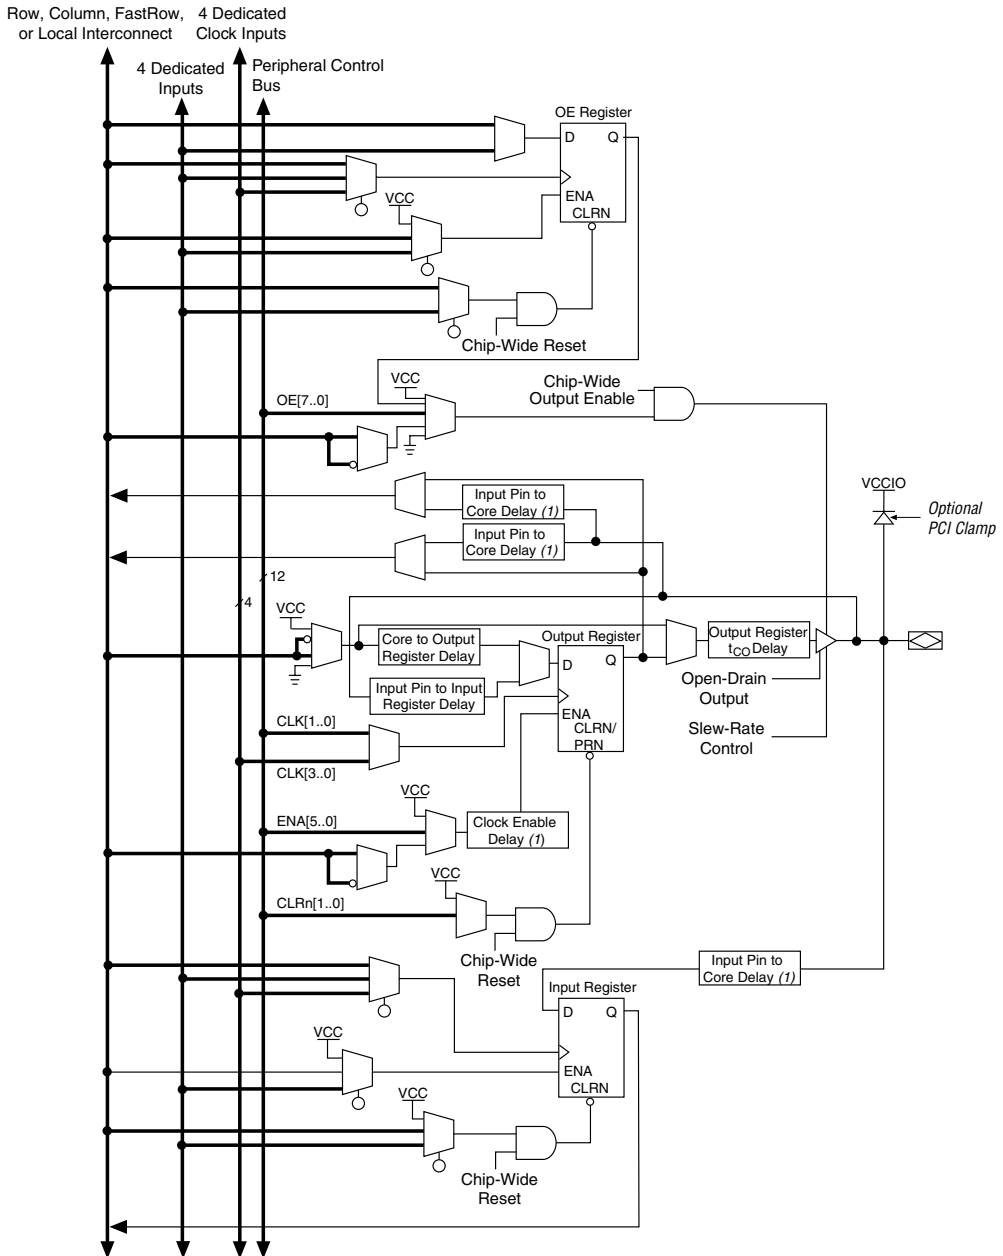 Row, Column, FastRow,
or Local Interconnect
4 Dedicated
Clock Inputs
4 Dedicated
Inputs
Peripheral Control
Bus
OE Register
D
Q
ENA
CLRN
VCC
Chip-Wide Reset
VCC
Chip-Wide
Output Enable
OE[7..0]
VCCIO
Optional
PCI Clamp
Input Pin to
Core Delay (1)
Input Pin to
Core Delay (1)
12
4
VCC
Core to Output
Register Delay
Output Register
D
Q
ENA
CLRN/
PRN
Output Register
tCO Delay
Input Pin to Input
Register Delay
Open-Drain
Output
Slew-Rate
Control
CLK[1..0]
CLK[3..0]
VCC
ENA[5..0]
Clock Enable
Delay (1)
VCC
CLRn[1..0]
Chip-Wide
Reset
Input Pin to
Core Delay (1)
Input Register
D
Q
ENA
CLRN
VCC
VCC
Chip-Wide
Reset